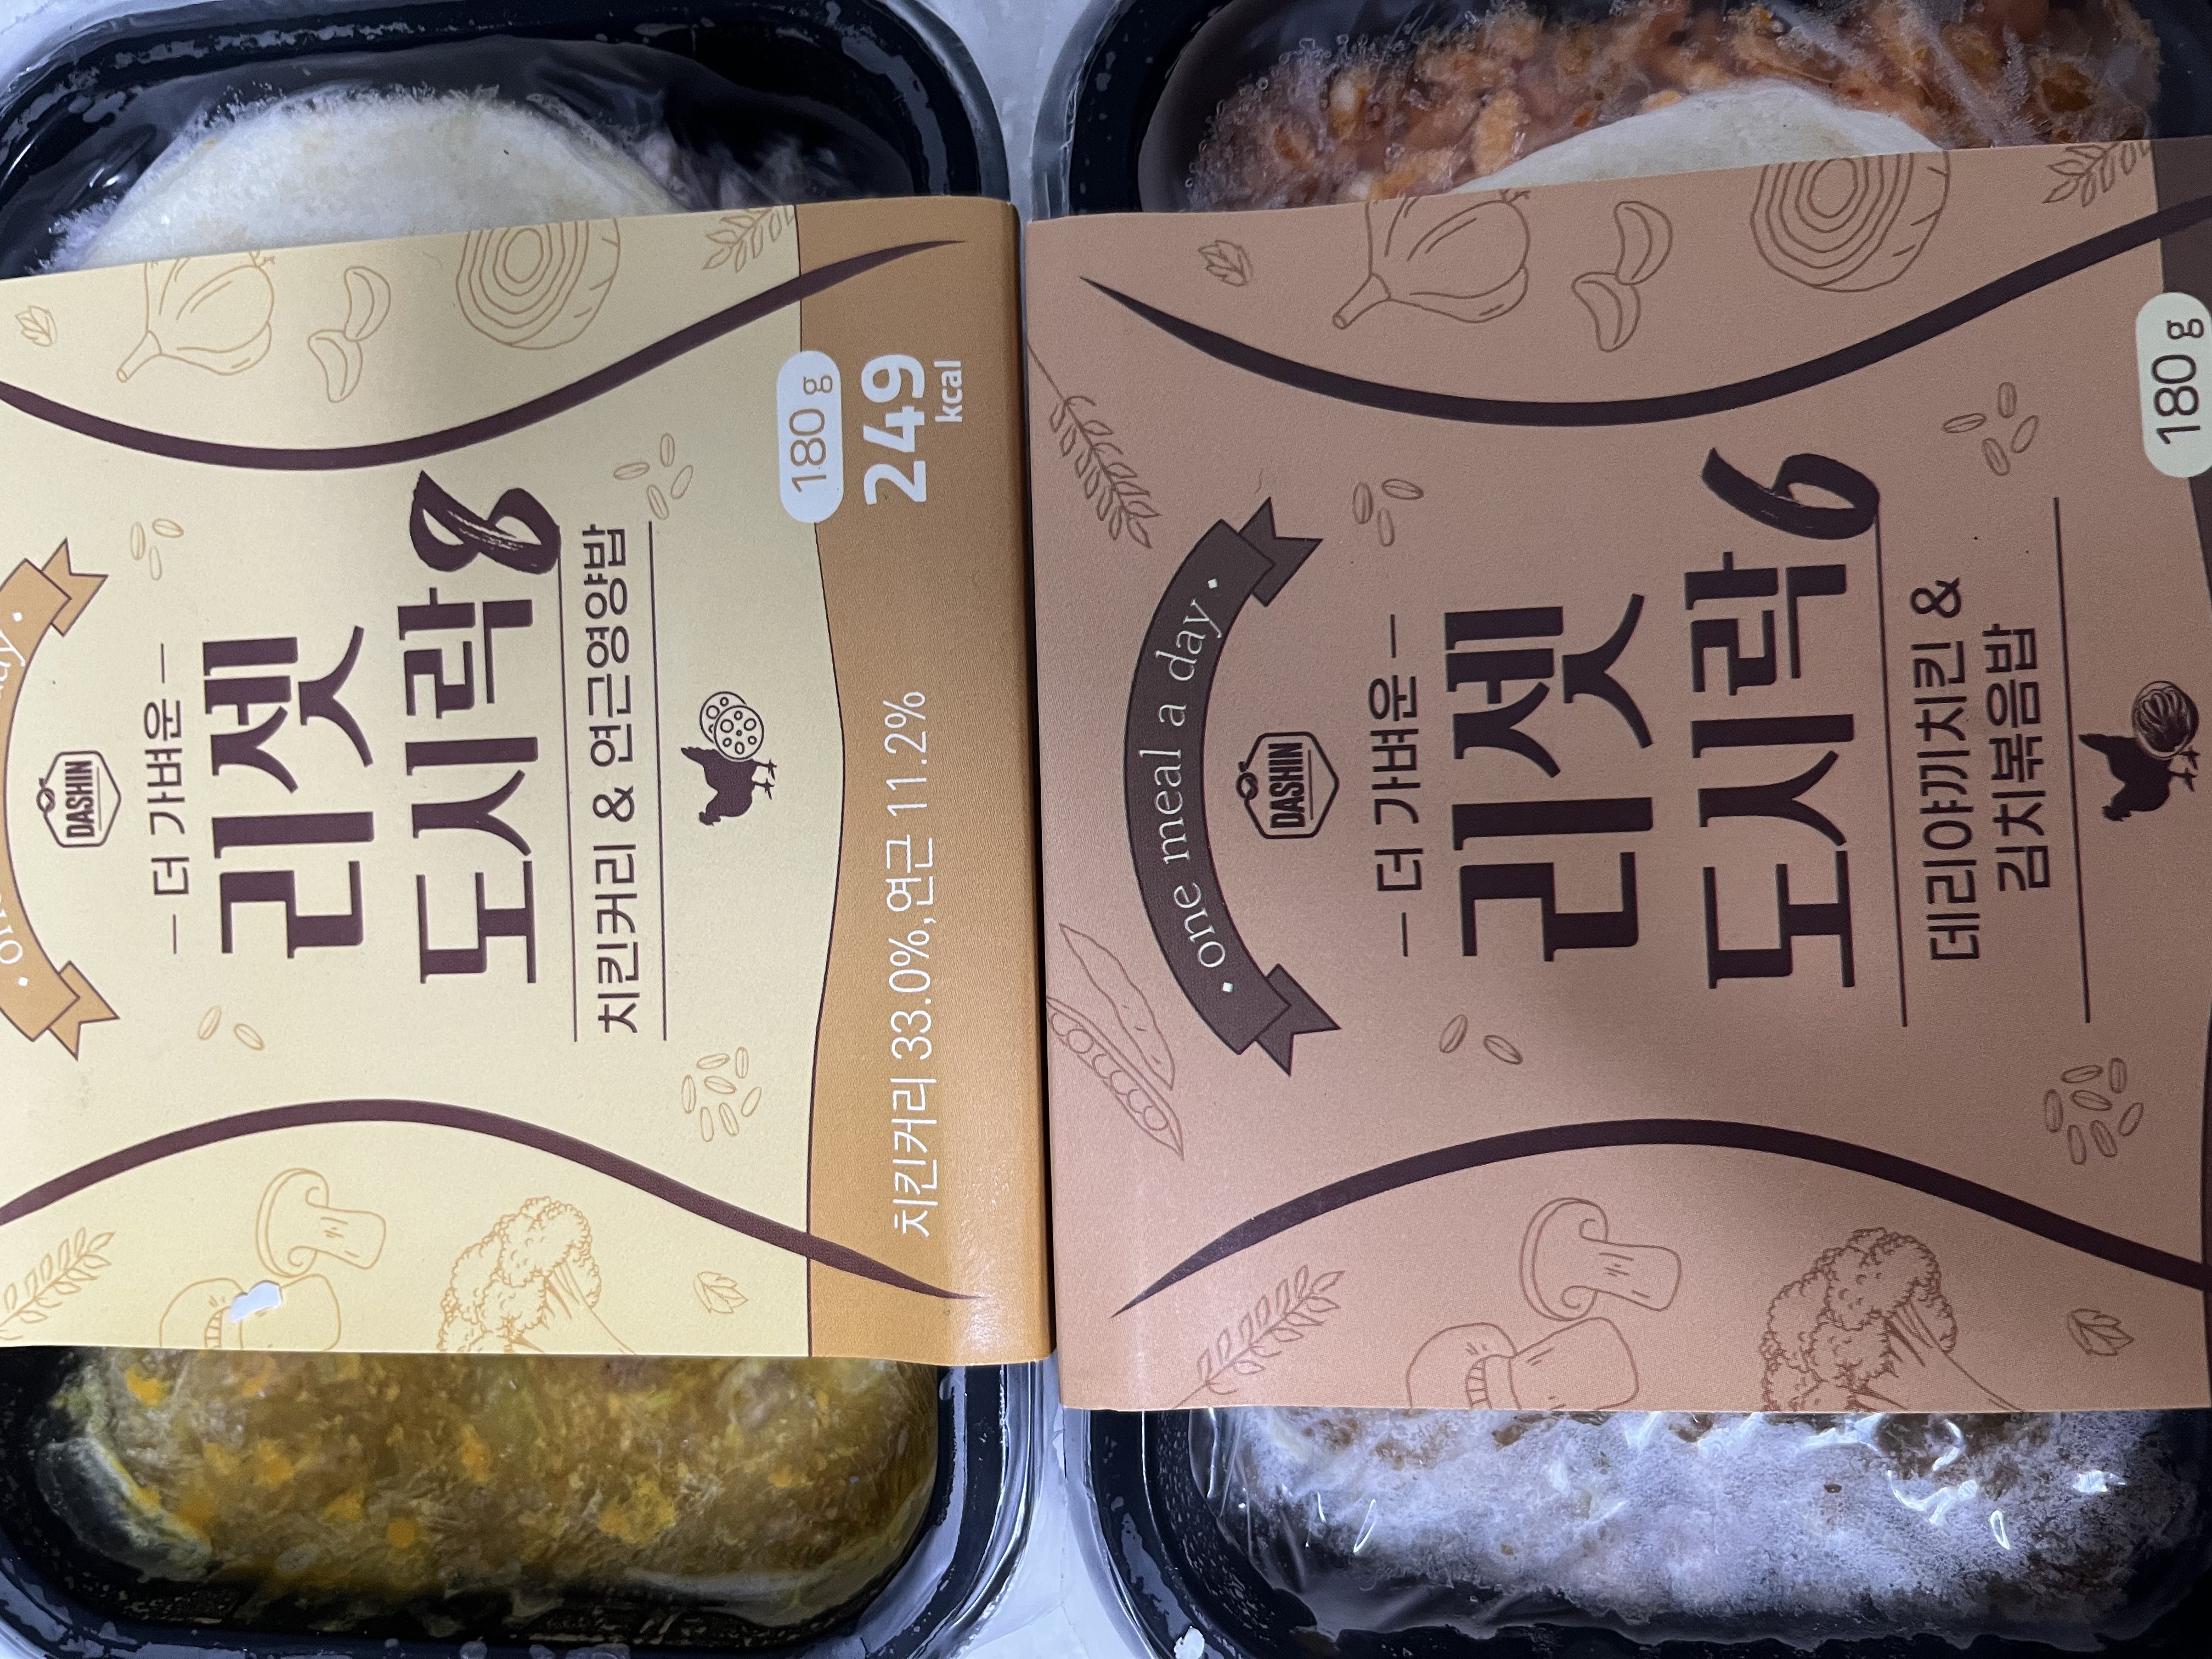 DASHIN
더 가벼운
리셋
도시락 8
치킨커리 & 연근영양밥
180 g
249
kcal
치킨커리 33.0%, 연근 11.2%
one meal a day
DASHIN
더 가벼운
리셋
도시락 6
데리야끼치킨 &
김치볶음밥
180 g